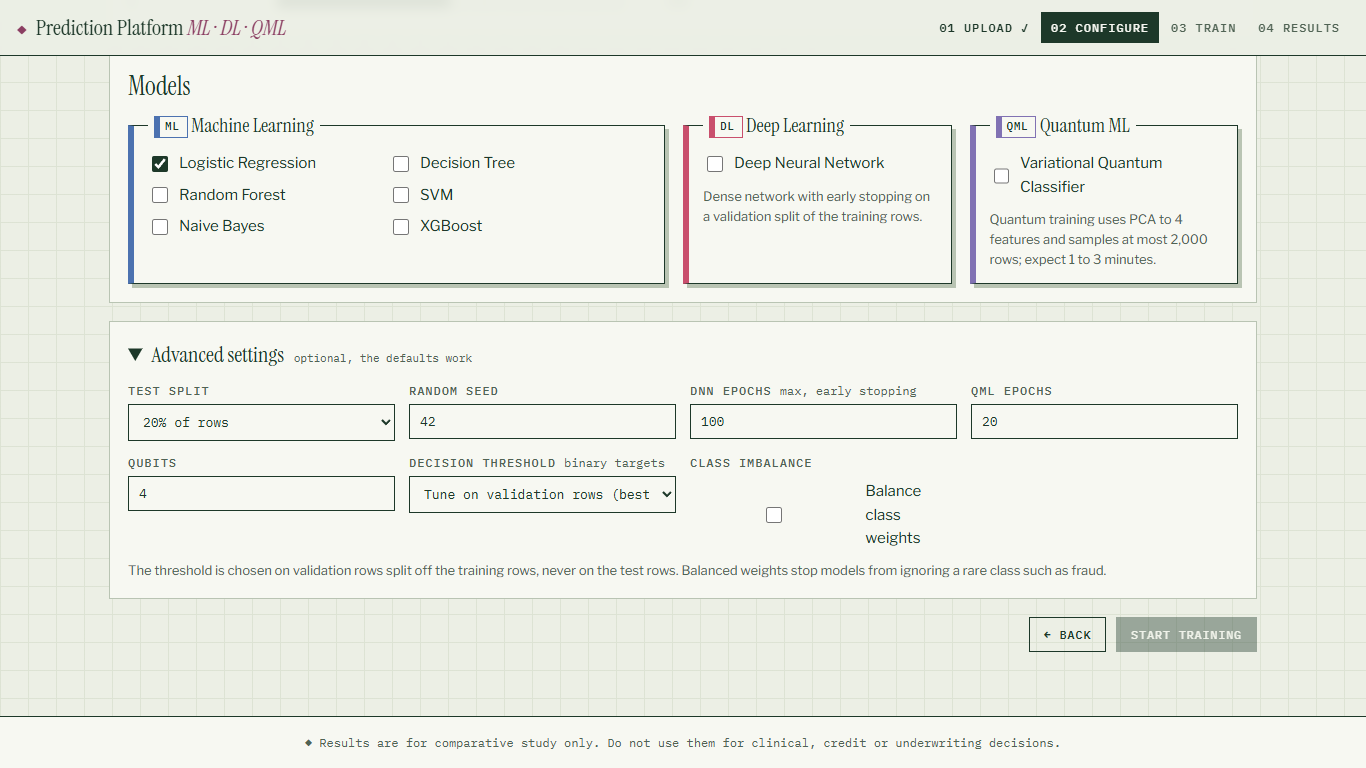 ◆ Prediction Platform ML · DL · QML
01 UPLOAD ✓ 02 CONFIGURE 03 TRAIN 04 RESULTS
Models
ML Machine Learning
Logistic Regression
Decision Tree
Random Forest
SVM
Naive Bayes
XGBoost
DL Deep Learning
Deep Neural Network
Dense network with early stopping on
a validation split of the training rows.
QML Quantum ML
Variational Quantum
Classifier
Quantum training uses PCA to 4
features and samples at most 2,000
rows; expect 1 to 3 minutes.
▼ Advanced settings optional, the defaults work
TEST SPLIT
20% of rows
RANDOM SEED
42
DNN EPOCHS max, early stopping
100
QML EPOCHS
20
QUBITS
4
DECISION THRESHOLD binary targets
Tune on validation rows (best
CLASS IMBALANCE
Balance
class
weights
The threshold is chosen on validation rows split off the training rows, never on the test rows. Balanced weights stop models from ignoring a rare class such as fraud.
← BACK
START TRAINING
◆ Results are for comparative study only. Do not use them for clinical, credit or underwriting decisions.